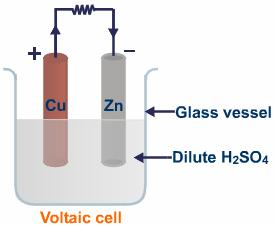 +
−
Cu
Zn
Glass vessel
Dilute H₂SO₄
Voltaic cell